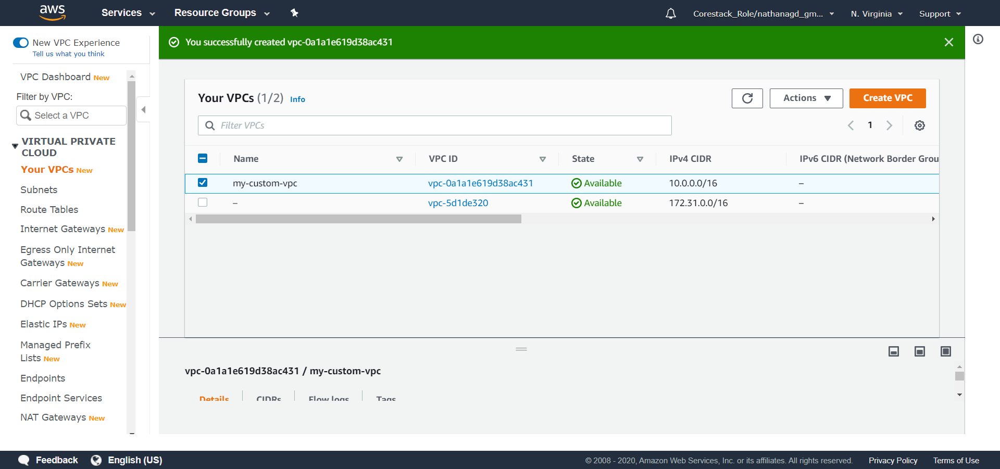 aws
Services
Resource Groups
Corestack_Role/nathanagd_gm...
N. Virginia
Support
New VPC Experience
Tell us what you think
VPC Dashboard New
Filter by VPC:
Select a VPC
VIRTUAL PRIVATE
CLOUD
Your VPCs New
Subnets
Route Tables
Internet Gateways New
Egress Only Internet
Gateways New
Carrier Gateways New
DHCP Options Sets New
Elastic IPs New
Managed Prefix
Lists New
Endpoints
Endpoint Services
NAT Gateways New
You successfully created vpc-0a1a1e619d38ac431
Your VPCs (1/2) Info
Actions
Create VPC
Filter VPCs
1
Name VPC ID State IPv4 CIDR IPv6 CIDR (Network Border Grou
my-custom-vpc vpc-0a1a1e619d38ac431 Available 10.0.0.0/16 –
– vpc-5d1de320 Available 172.31.0.0/16 –
vpc-0a1a1e619d38ac431 / my-custom-vpc
Details CIDRs Flow logs Tags
Feedback
English (US)
© 2008 - 2020, Amazon Web Services, Inc. or its affiliates. All rights reserved.
Privacy Policy
Terms of Use